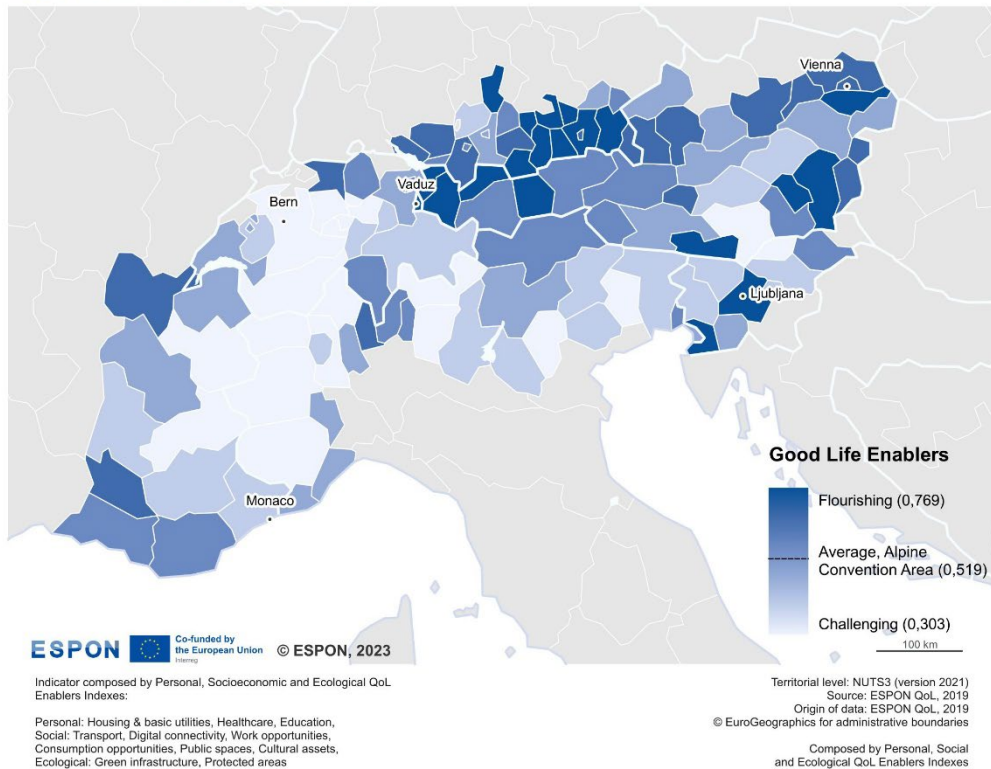 Vienna
Vaduz
Bern
Ljubljana
Monaco
Good Life Enablers
Flourishing (0,769)
Average, Alpine
Convention Area (0,519)
Challenging (0,303)
100 km
ESPON
Co-funded by
the European Union
Interreg
© ESPON, 2023
Indicator composed by Personal, Socioeconomic and Ecological QoL
Enablers Indexes:
Personal: Housing & basic utilities, Healthcare, Education,
Social: Transport, Digital connectivity, Work opportunities,
Consumption opportunities, Public spaces, Cultural assets,
Ecological: Green infrastructure, Protected areas
Territorial level: NUTS3 (version 2021)
Source: ESPON QoL, 2019
Origin of data: ESPON QoL, 2019
© EuroGeographics for administrative boundaries
Composed by Personal, Social
and Ecological QoL Enablers Indexes